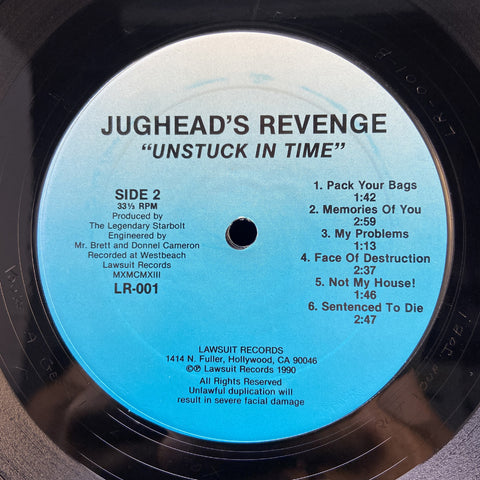 JUGHEAD'S REVENGE
"UNSTUCK IN TIME"
SIDE 2
33⅓ RPM
Produced by
The Legendary Starbolt
Engineered by
Mr. Brett and Donnel Cameron
Recorded at Westbeach
Lawsuit Records
MXMCMXIII
LR-001
1. Pack Your Bags
1:42
2. Memories Of You
2:59
3. My Problems
1:13
4. Face Of Destruction
2:37
5. Not My House!
1:46
6. Sentenced To Die
2:47
LAWSUIT RECORDS
1414 N. Fuller, Hollywood, CA 90046
©℗ Lawsuit Records 1990
All Rights Reserved
Unlawful duplication will
result in severe facial damage